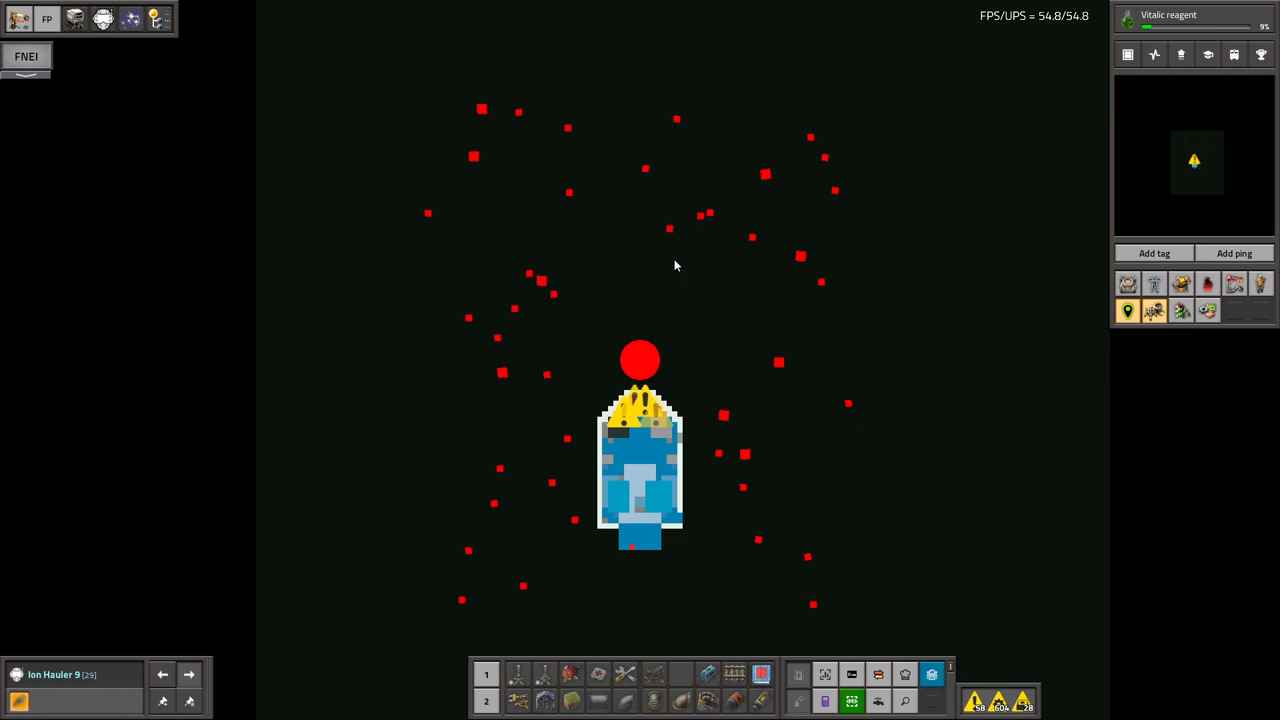 FP
FPS/UPS = 54.8/54.8
Vitalic reagent
9%
FNEI
Add tag
Add ping
Ion Hauler 9 [29]
1
2
58
604
28